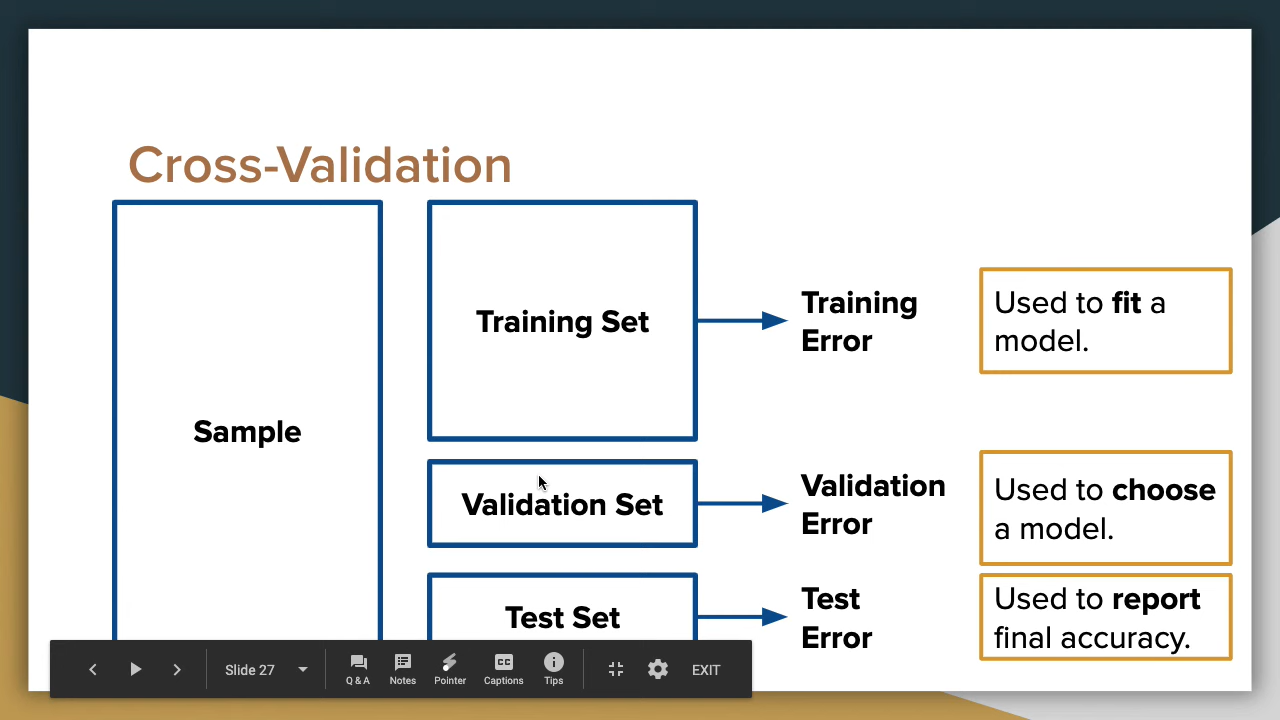 Cross-Validation
Sample
Training Set
Training
Error
Used to fit a
model.
Validation Set
Validation
Error
Used to choose
a model.
Test Set
Test
Error
Used to report
final accuracy.
Slide 27
Q & A
Notes
Pointer
CC
Captions
Tips
EXIT